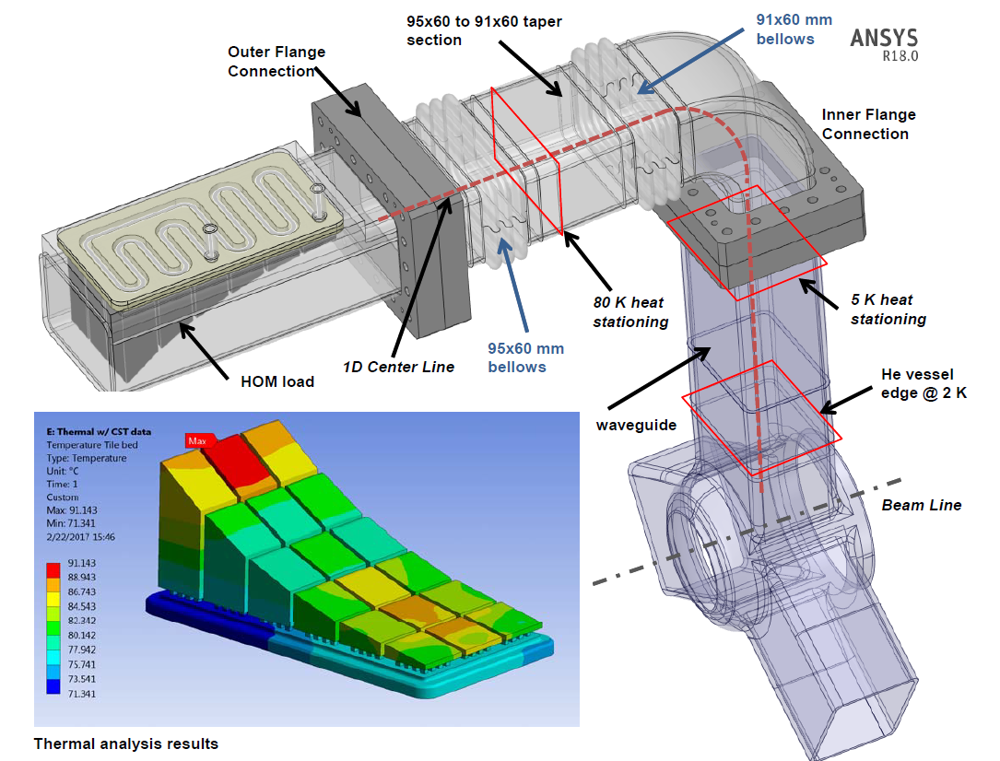 95x60 to 91x60 taper
section
91x60 mm
bellows
ANSYS
R18.0
Outer Flange
Connection
Inner Flange
Connection
80 K heat
stationing
5 K heat
stationing
95x60 mm
bellows
1D Center Line
HOM load
He vessel
edge @ 2 K
waveguide
Beam Line
E: Thermal w/ CST data
Temperature Tile bed
Type: Temperature
Unit: °C
Time: 1
Custom
Max: 91.143
Min: 71.341
2/22/2017 15:46
Max
91.143
88.943
86.743
84.543
82.342
80.142
77.942
75.741
73.541
71.341
Thermal analysis results